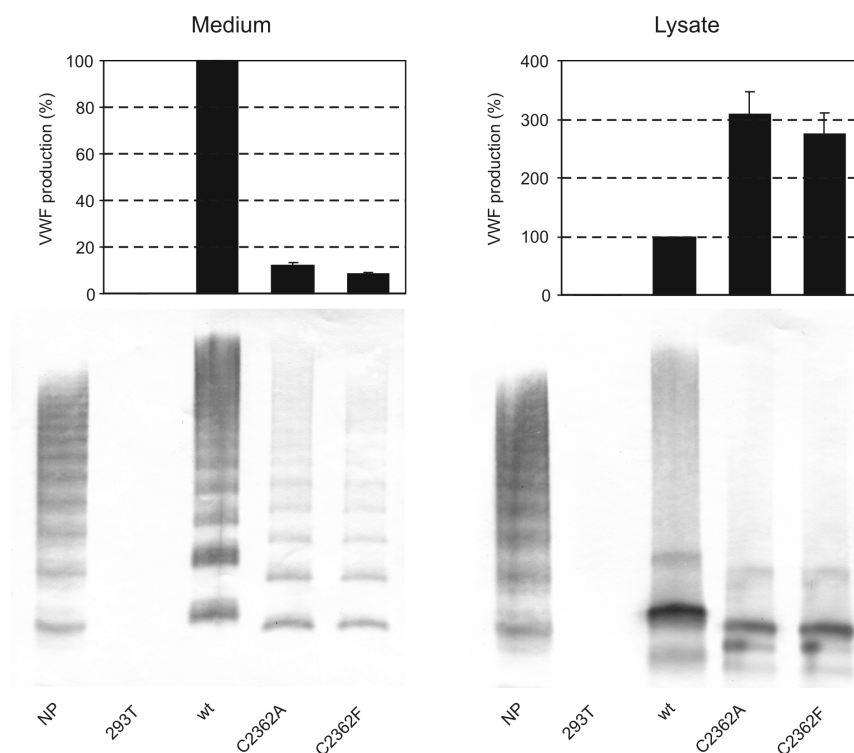 Medium
VWF production (%)
100
80
60
40
20
0
NP
293T
wt
C2362A
C2362F
Lysate
VWF production (%)
400
300
200
100
0
NP
293T
wt
C2362A
C2362F